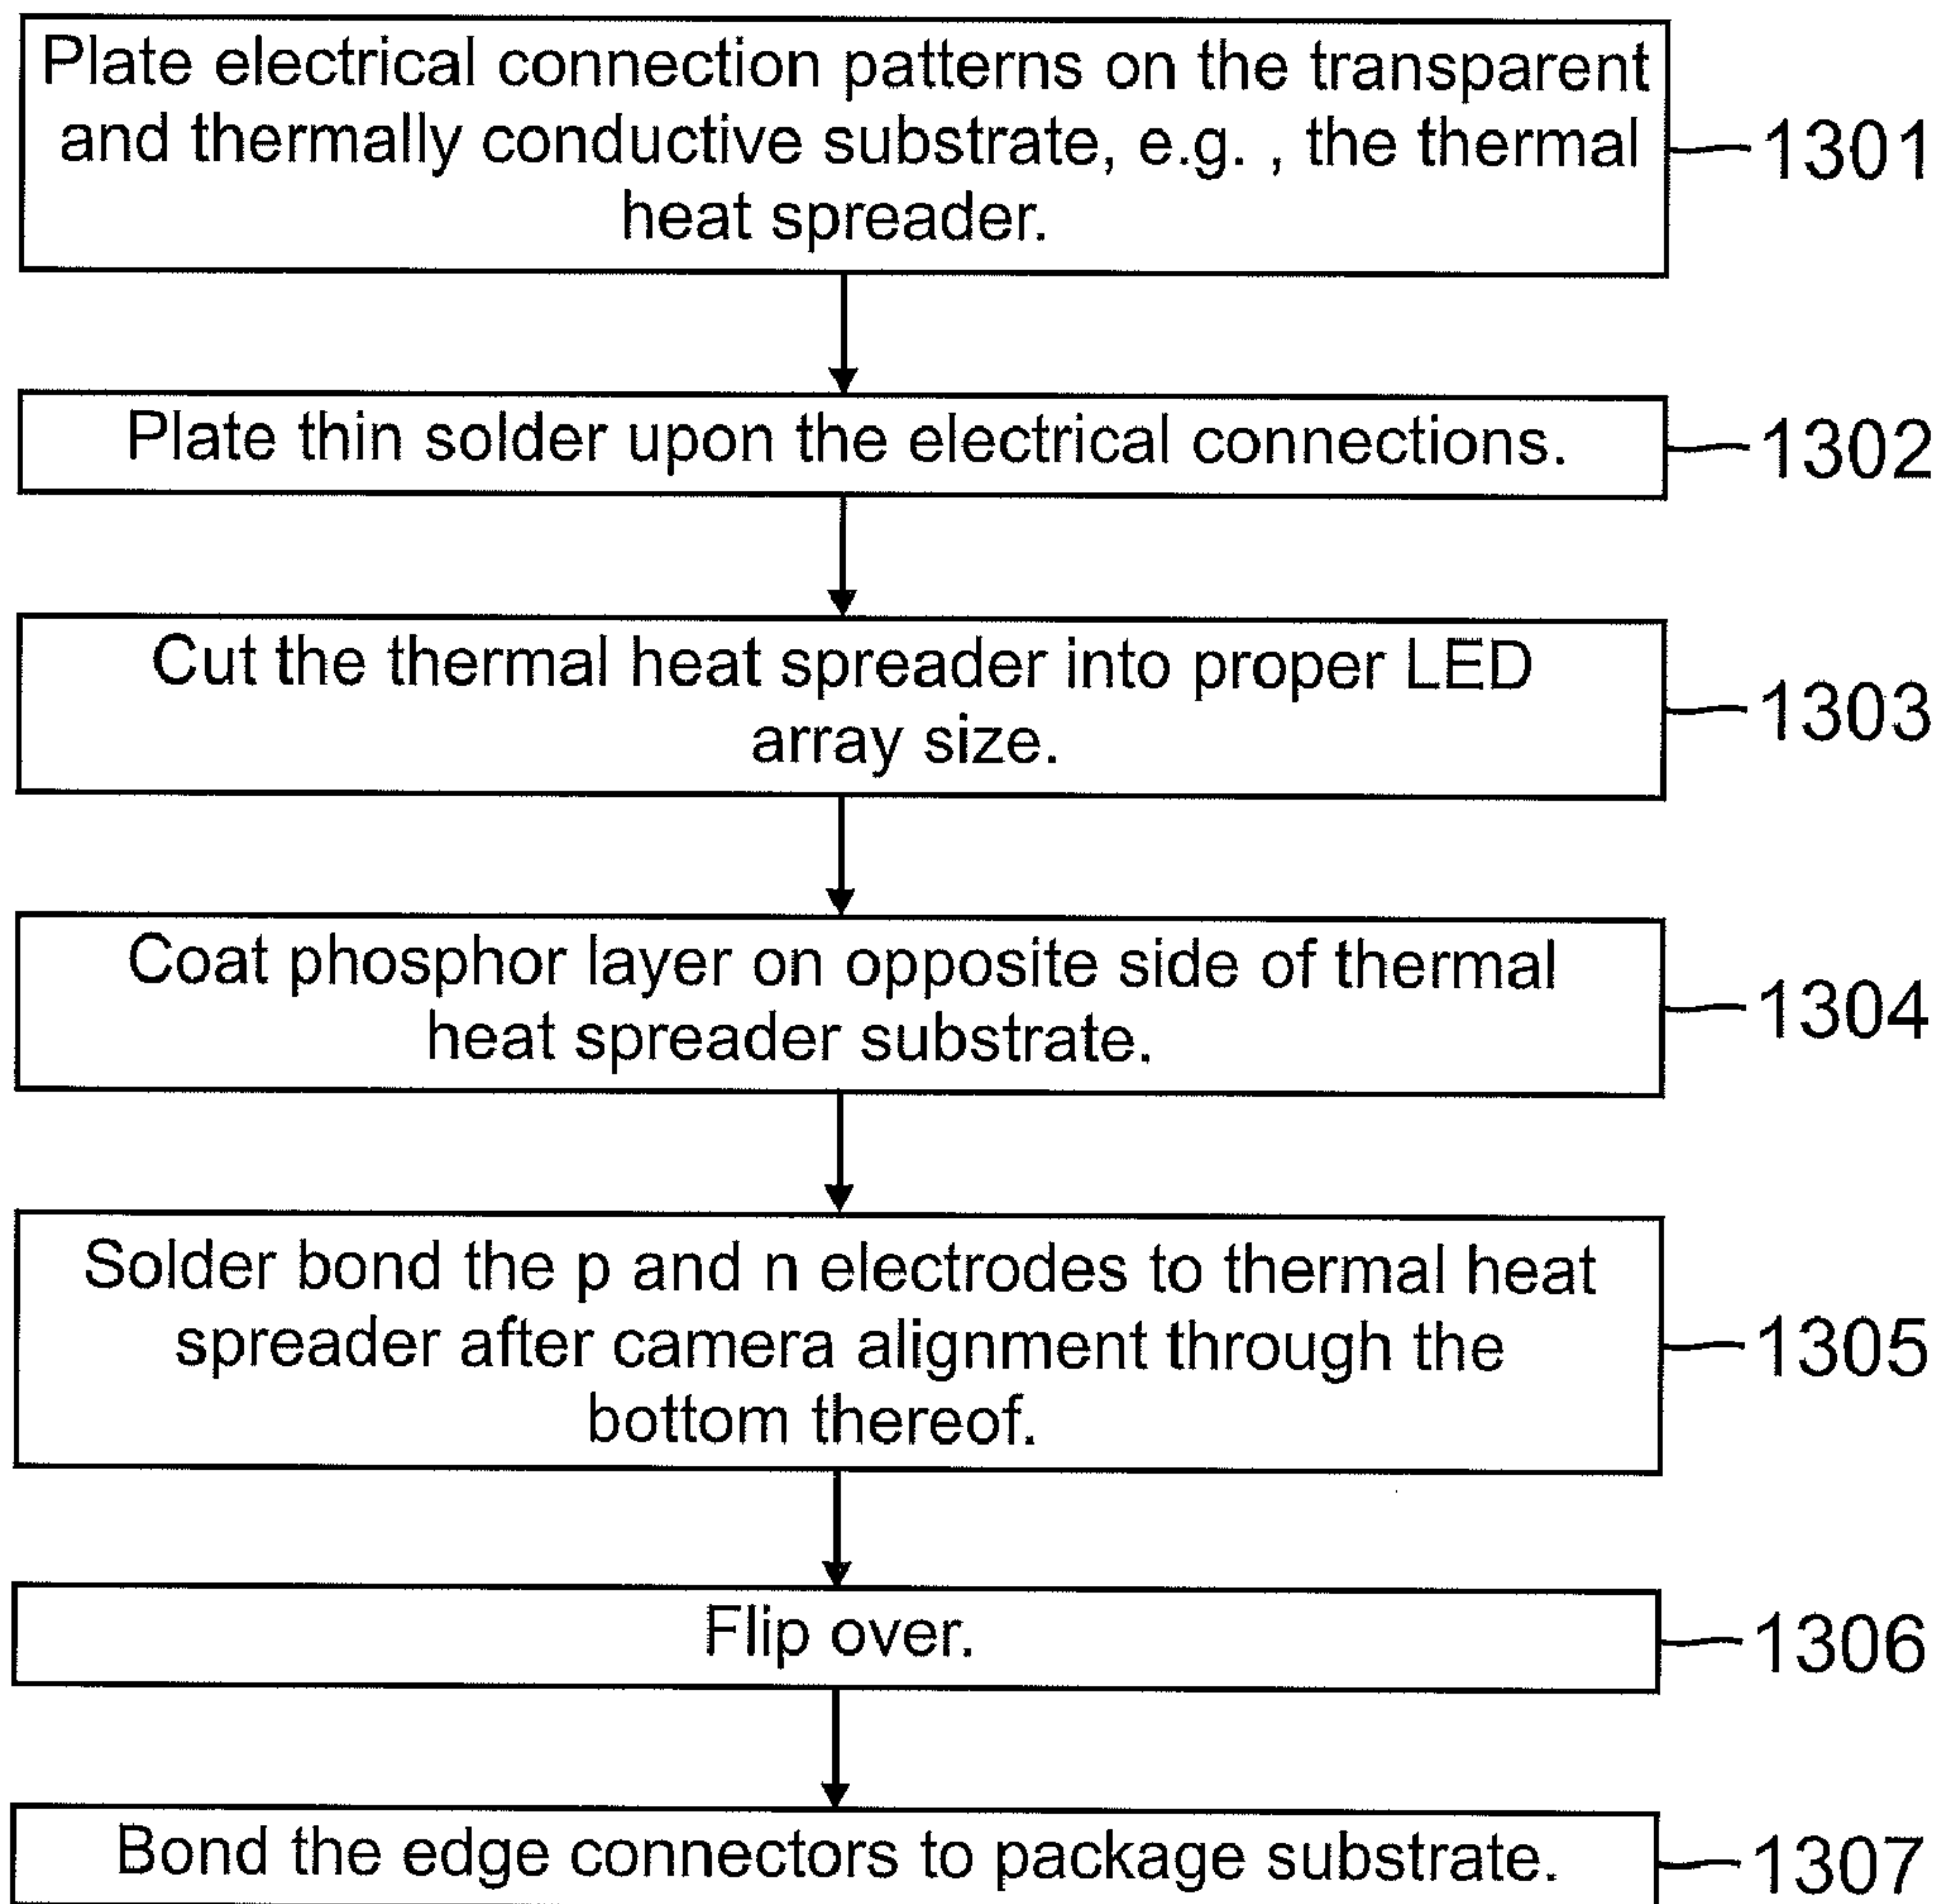 Plate electrical connection patterns on the transparent
and thermally conductive substrate, e.g. , the thermal
heat spreader.
1301
Plate thin solder upon the electrical connections.
1302
Cut the thermal heat spreader into proper LED
array size.
1303
Coat phosphor layer on opposite side of thermal
heat spreader substrate.
1304
Solder bond the p and n electrodes to thermal heat
spreader after camera alignment through the
bottom thereof.
1305
Flip over.
1306
Bond the edge connectors to package substrate.
1307